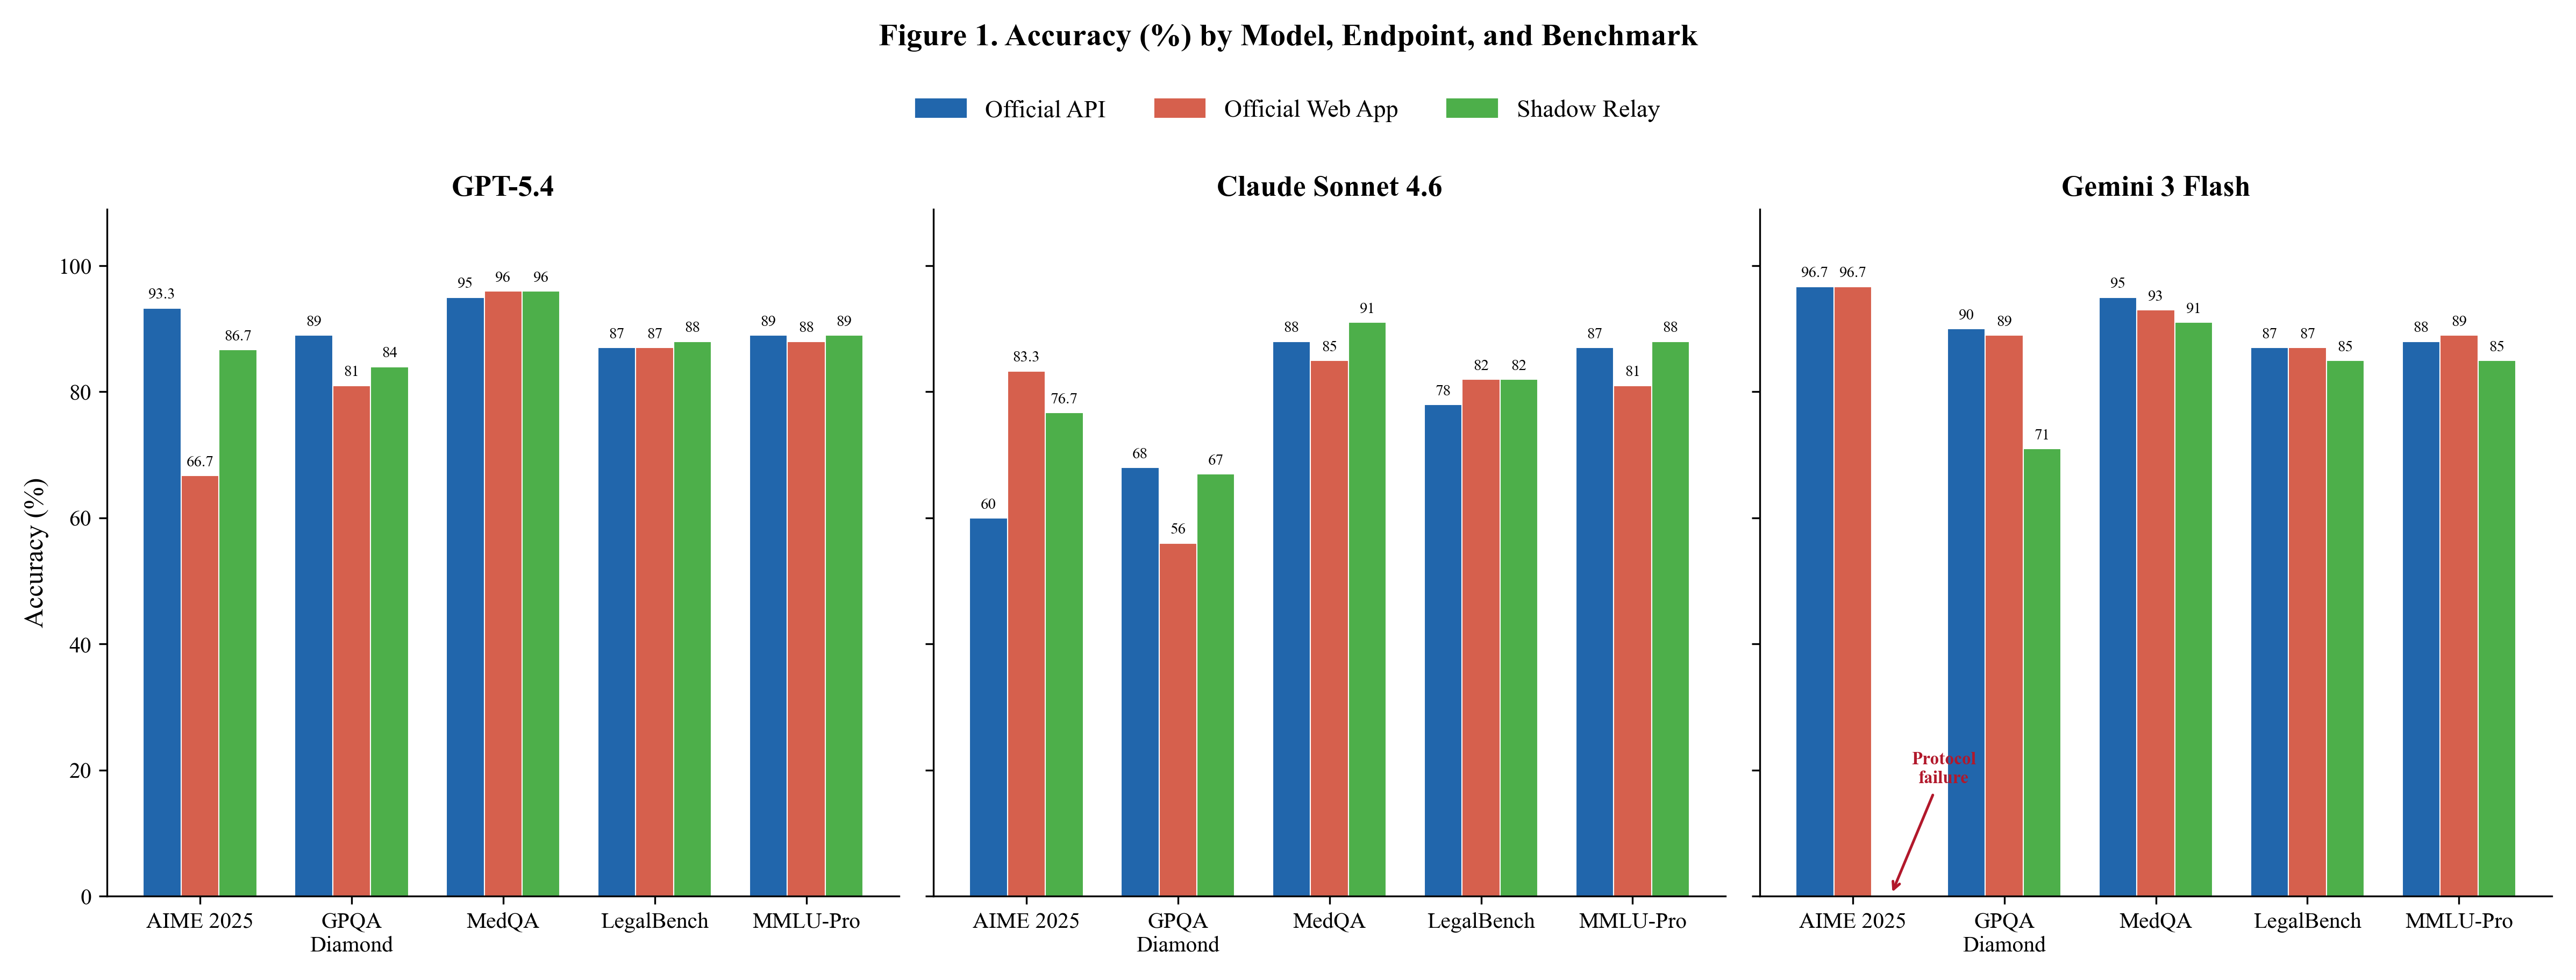 Figure 1. Accuracy (%) by Model, Endpoint, and Benchmark
Official API
Official Web App
Shadow Relay
GPT-5.4
Accuracy (%)
100
80
60
40
20
0
93.3
66.7
86.7
89
81
84
95
96
96
87
87
88
89
88
89
AIME 2025
GPQA
Diamond
MedQA
LegalBench
MMLU-Pro
Claude Sonnet 4.6
60
83.3
76.7
68
56
67
88
85
91
78
82
82
87
81
88
AIME 2025
GPQA
Diamond
MedQA
LegalBench
MMLU-Pro
Gemini 3 Flash
96.7
96.7
Protocol
failure
90
89
71
95
93
91
87
87
85
88
89
85
AIME 2025
GPQA
Diamond
MedQA
LegalBench
MMLU-Pro